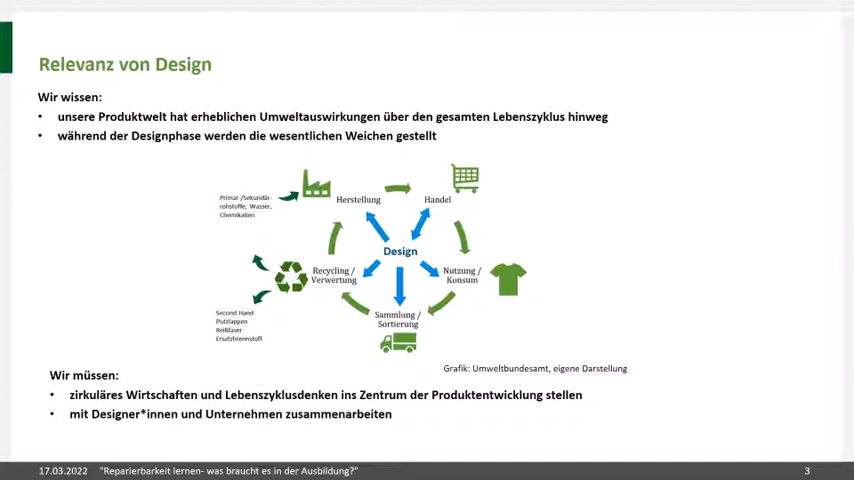 Relevanz von Design
Wir wissen:
• unsere Produktwelt hat erheblichen Umweltauswirkungen über den gesamten Lebenszyklus hinweg
• während der Designphase werden die wesentlichen Weichen gestellt
Primär-/Sekundär-
rohstoffe, Wasser,
Chemikalien
Herstellung
Handel
Design
Recycling /
Verwertung
Nutzung /
Konsum
Sammlung /
Sortierung
Second Hand
Putzlappen
Reißfaser
Ersatzbrennstoff
Grafik: Umweltbundesamt, eigene Darstellung
Wir müssen:
• zirkuläres Wirtschaften und Lebenszyklusdenken ins Zentrum der Produktentwicklung stellen
• mit Designer*innen und Unternehmen zusammenarbeiten
17.03.2022 "Reparierbarkeit lernen- was braucht es in der Ausbildung?" 3